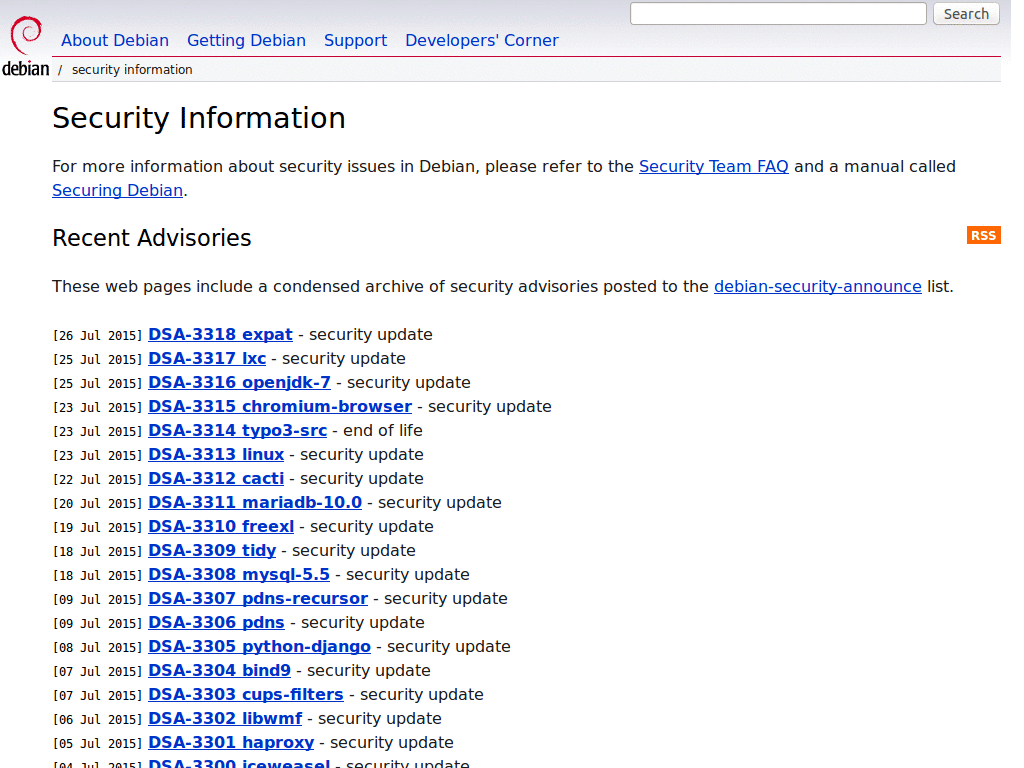 Search
About Debian Getting Debian Support Developers' Corner
debian / security information
Security Information
For more information about security issues in Debian, please refer to the Security Team FAQ and a manual called
Securing Debian.
Recent Advisories RSS
These web pages include a condensed archive of security advisories posted to the debian-security-announce list.
[26 Jul 2015] DSA-3318 expat - security update
[25 Jul 2015] DSA-3317 lxc - security update
[25 Jul 2015] DSA-3316 openjdk-7 - security update
[23 Jul 2015] DSA-3315 chromium-browser - security update
[23 Jul 2015] DSA-3314 typo3-src - end of life
[23 Jul 2015] DSA-3313 linux - security update
[22 Jul 2015] DSA-3312 cacti - security update
[20 Jul 2015] DSA-3311 mariadb-10.0 - security update
[19 Jul 2015] DSA-3310 freexl - security update
[18 Jul 2015] DSA-3309 tidy - security update
[18 Jul 2015] DSA-3308 mysql-5.5 - security update
[09 Jul 2015] DSA-3307 pdns-recursor - security update
[09 Jul 2015] DSA-3306 pdns - security update
[08 Jul 2015] DSA-3305 python-django - security update
[07 Jul 2015] DSA-3304 bind9 - security update
[07 Jul 2015] DSA-3303 cups-filters - security update
[06 Jul 2015] DSA-3302 libwmf - security update
[05 Jul 2015] DSA-3301 haproxy - security update
[04 Jul 2015] DSA-3300 iceweasel - security update